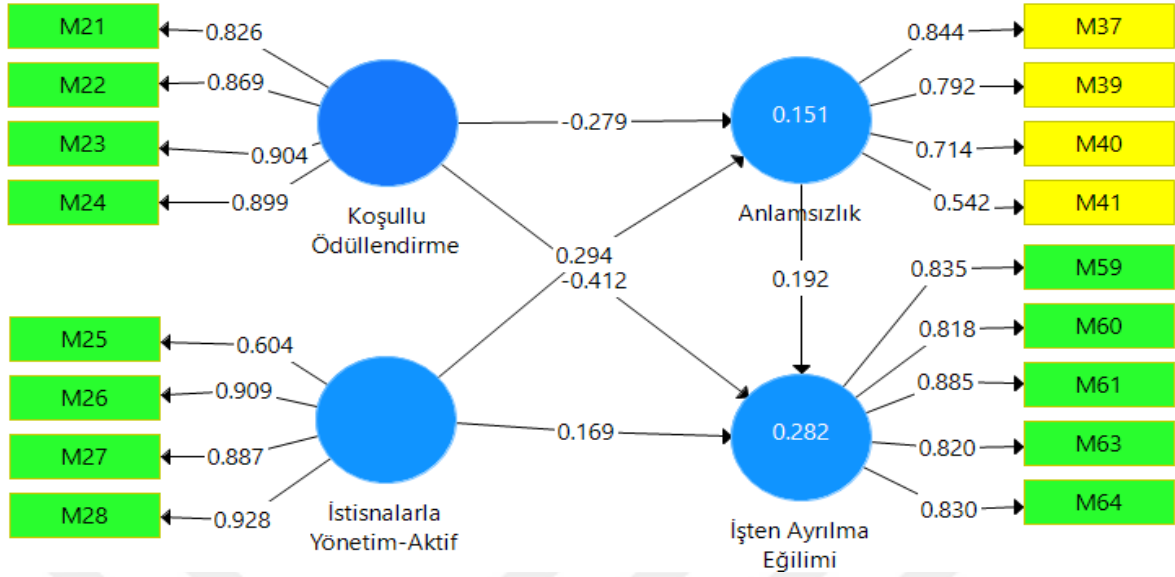 M21
M22
M23
M24
0.826
0.869
0.904
0.899
Koşullu
Ödüllendirme
-0.279
0.151
Anlamsızlık
0.844
0.792
0.714
0.542
M37
M39
M40
M41
0.294
-0.412
0.192
M25
M26
M27
M28
0.604
0.909
0.887
0.928
İstisnalarla
Yönetim-Aktif
0.169
0.282
İşten Ayrılma
Eğilimi
0.835
0.818
0.885
0.820
0.830
M59
M60
M61
M63
M64